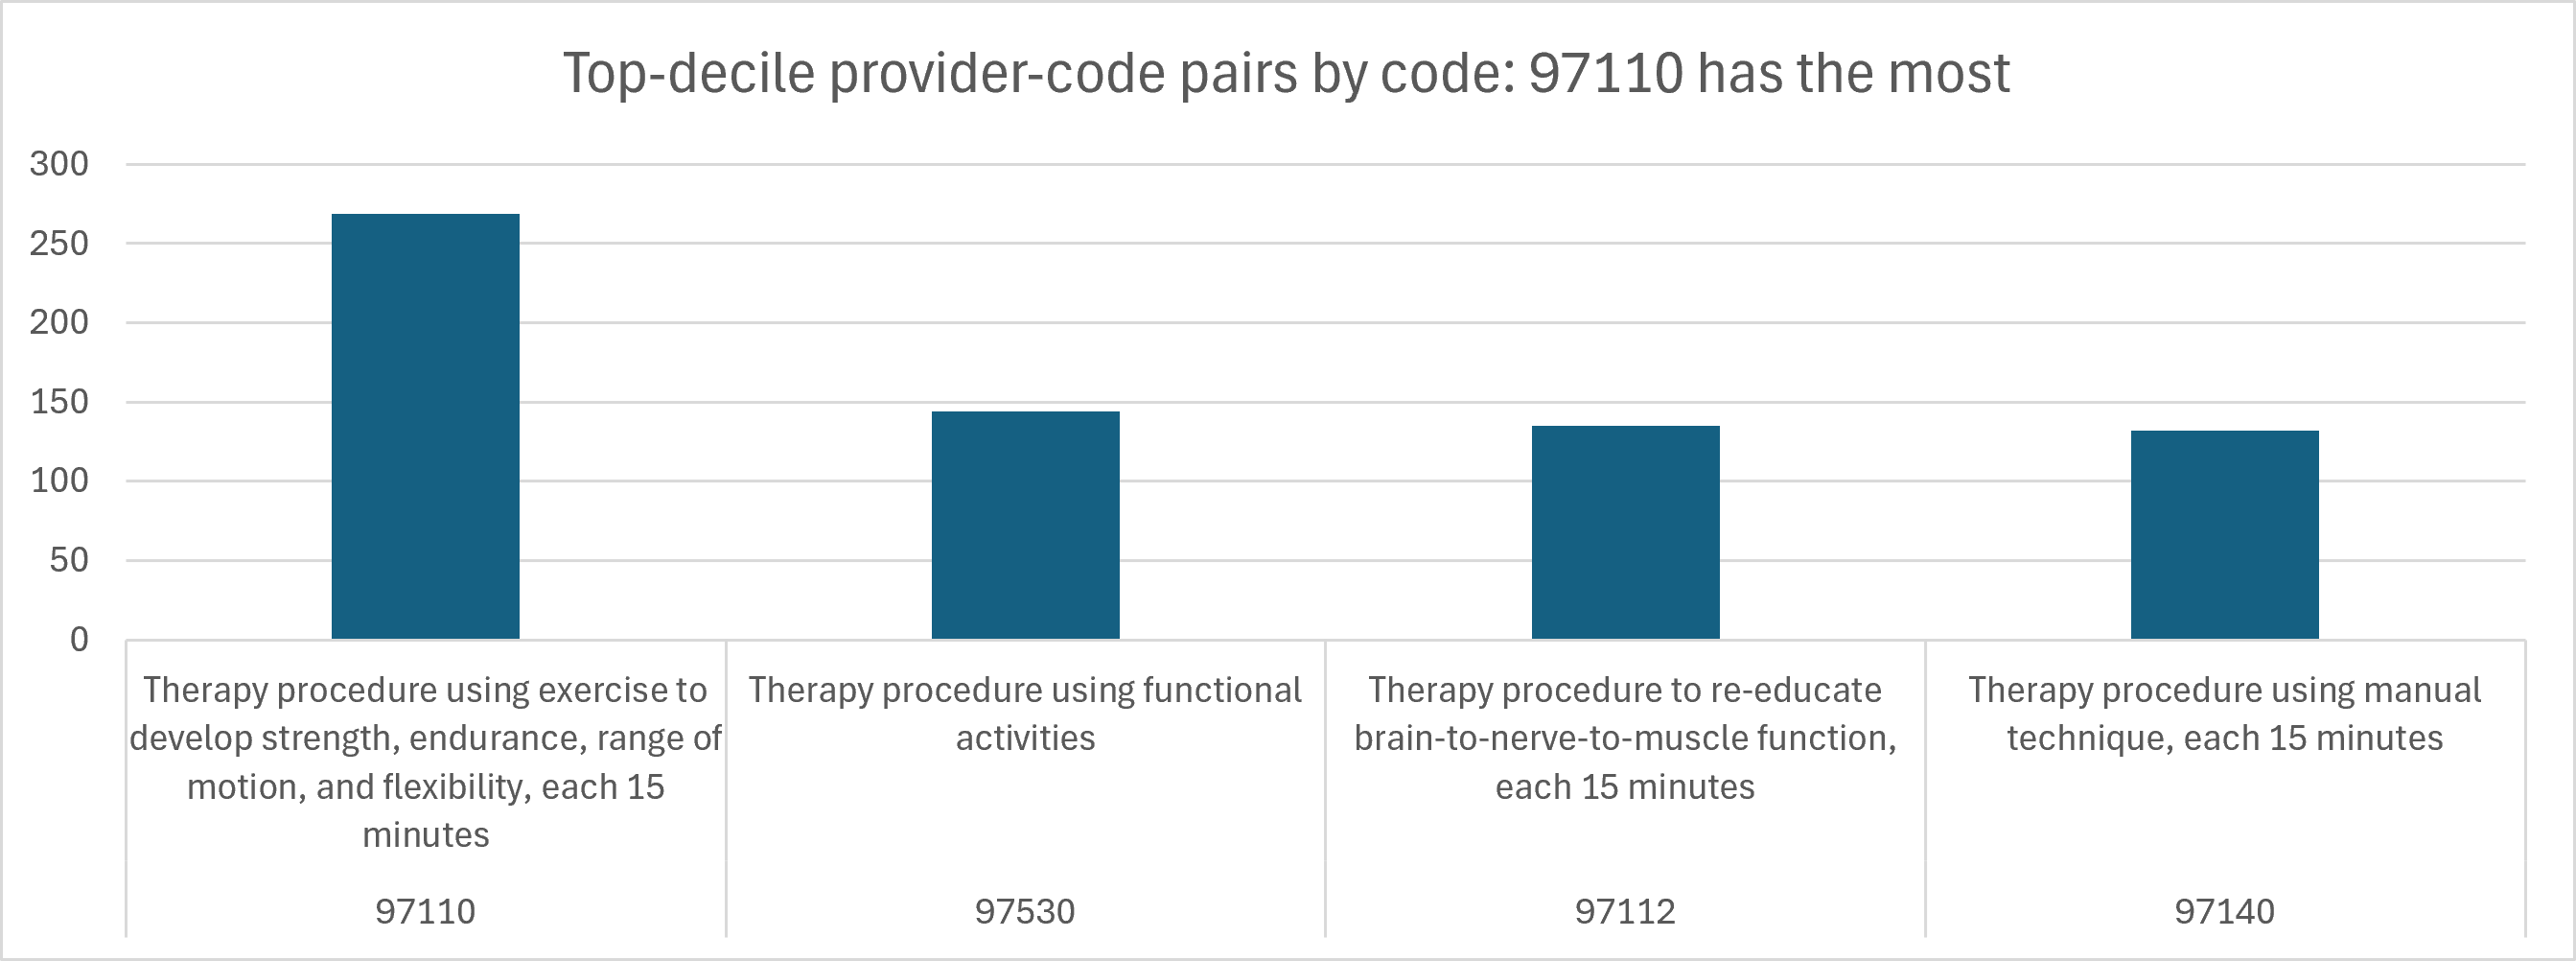 Top-decile provider-code pairs by code: 97110 has the most
300
250
200
150
100
50
0
Therapy procedure using exercise to
develop strength, endurance, range of
motion, and flexibility, each 15
minutes
97110
Therapy procedure using functional
activities
97530
Therapy procedure to re-educate
brain-to-nerve-to-muscle function,
each 15 minutes
97112
Therapy procedure using manual
technique, each 15 minutes
97140